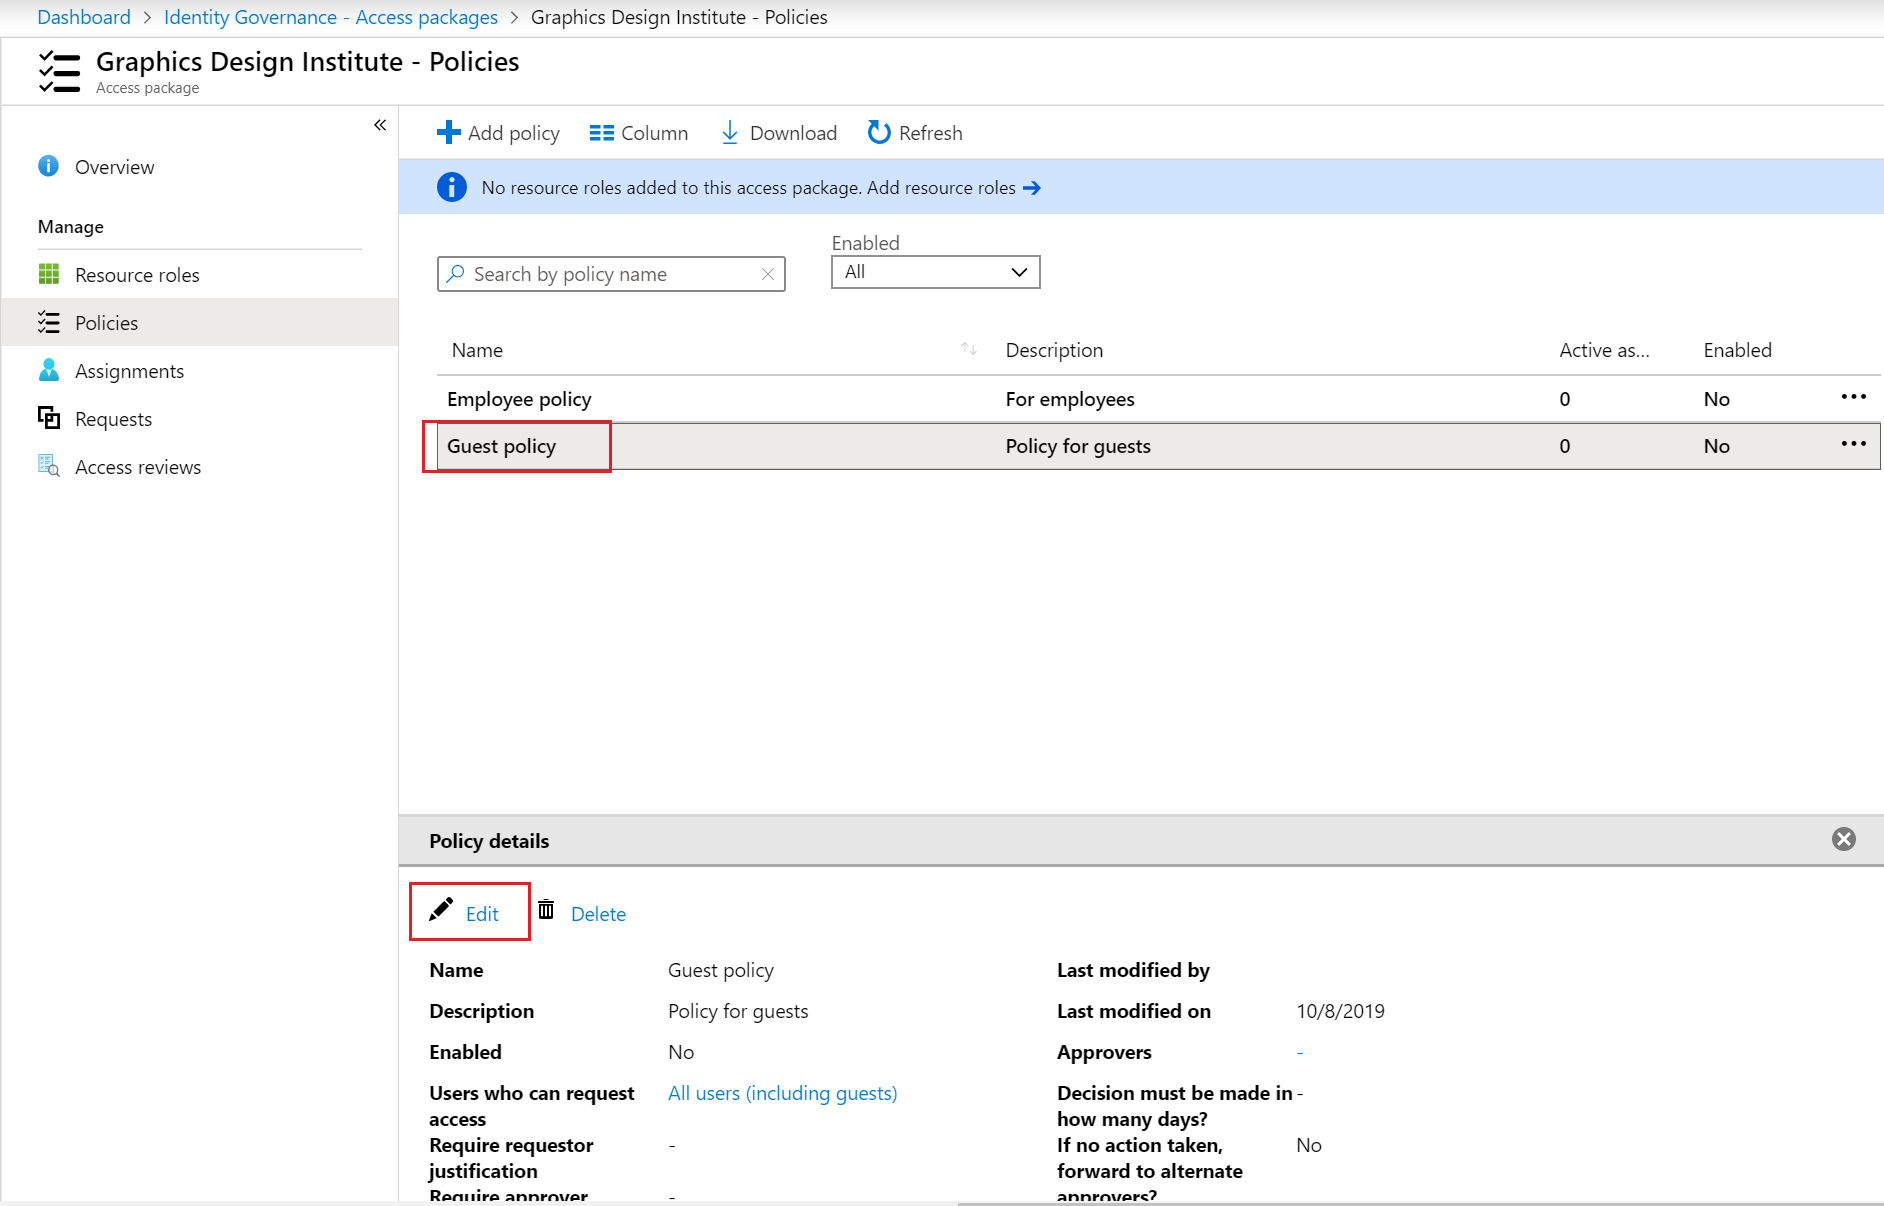 Dashboard > Identity Governance - Access packages > Graphics Design Institute - Policies
Graphics Design Institute - Policies
Access package
«
Overview
Manage
Resource roles
Policies
Assignments
Requests
Access reviews
Add policy Column Download Refresh
No resource roles added to this access package. Add resource roles →
Enabled
Search by policy name
All
Name Description Active as... Enabled
Employee policy For employees 0 No ...
Guest policy Policy for guests 0 No ...
Policy details
Edit Delete
Name Guest policy
Description Policy for guests
Enabled No
Users who can request All users (including guests)
access
Require requestor -
justification
Require approver -
Last modified by
Last modified on 10/8/2019
Approvers -
Decision must be made in -
how many days?
If no action taken, No
forward to alternate
approvers?